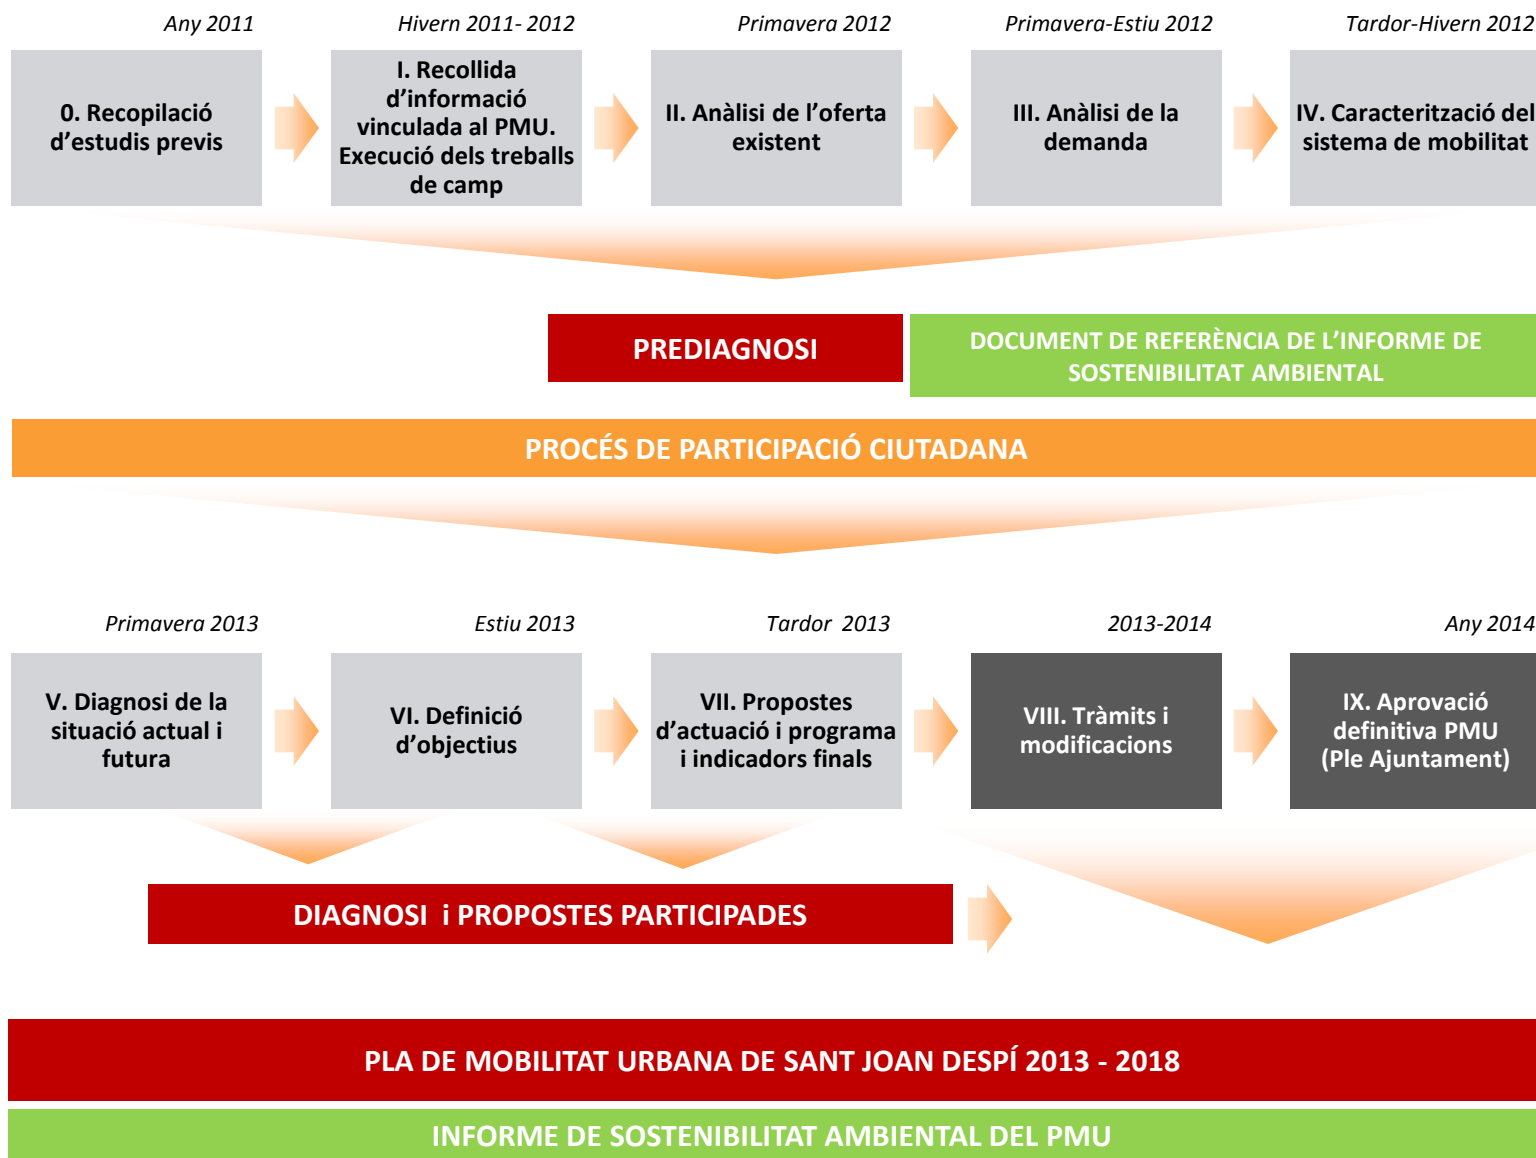 Any 2011
Hivern 2011- 2012
Primavera 2012
Primavera-Estiu 2012
Tardor-Hivern 2012
0. Recopilació
d’estudis previs
I. Recollida
d’informació
vinculada al PMU.
Execució dels treballs
de camp
II. Anàlisi de l’oferta
existent
III. Anàlisi de la
demanda
IV. Caracterització del
sistema de mobilitat
PREDIAGNOSI
DOCUMENT DE REFERÈNCIA DE L’INFORME DE
SOSTENIBILITAT AMBIENTAL
PROCÉS DE PARTICIPACIÓ CIUTADANA
Primavera 2013
Estiu 2013
Tardor 2013
2013-2014
Any 2014
V. Diagnosi de la
situació actual i
futura
VI. Definició
d’objectius
VII. Propostes
d’actuació i programa
i indicadors finals
VIII. Tràmits i
modificacions
IX. Aprovació
definitiva PMU
(Ple Ajuntament)
DIAGNOSI i PROPOSTES PARTICIPADES
PLA DE MOBILITAT URBANA DE SANT JOAN DESPÍ 2013 - 2018
INFORME DE SOSTENIBILITAT AMBIENTAL DEL PMU